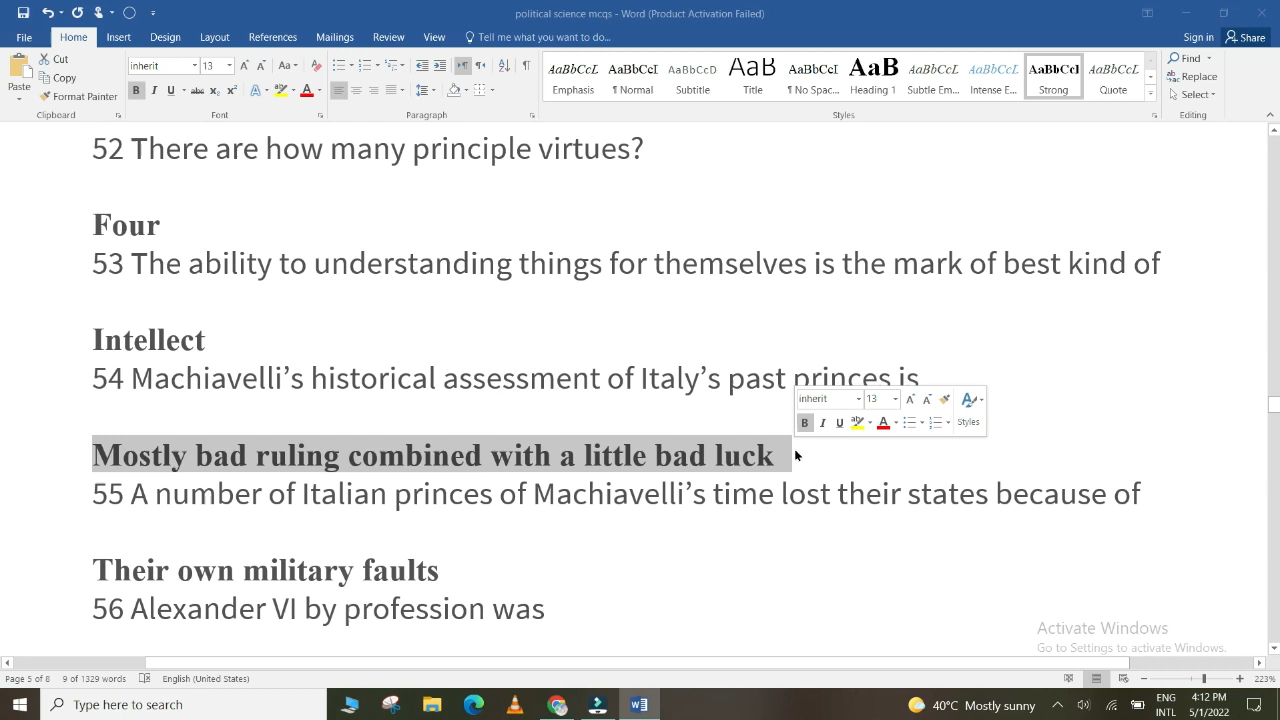 political science mcqs - Word (Product Activation Failed)
File Home Insert Design Layout References Mailings Review View Tell me what you want to do... Sign in Share
Paste Cut Copy Format Painter
inherit 13
AaBbCcL AaBbCcI AaBbCcD AaB AaBbCcI AaB AaBbCcL AaBbCcL AaBbCcl AaBbCcL
Emphasis ¶ Normal Subtitle Title ¶ No Spac... Heading 1 Subtle Em... Intense E... Strong Quote
Find Replace Select
Clipboard Font Paragraph Styles Editing
52 There are how many principle virtues?
Four
53 The ability to understanding things for themselves is the mark of best kind of
Intellect
54 Machiavelli’s historical assessment of Italy’s past princes is
inherit 13
B I U Styles
Mostly bad ruling combined with a little bad luck
55 A number of Italian princes of Machiavelli’s time lost their states because of
Their own military faults
56 Alexander VI by profession was
Activate Windows
Go to Settings to activate Windows.
Page 5 of 8 9 of 1329 words English (United States) 223%
Type here to search 40°C Mostly sunny ENG INTL 4:12 PM 5/1/2022